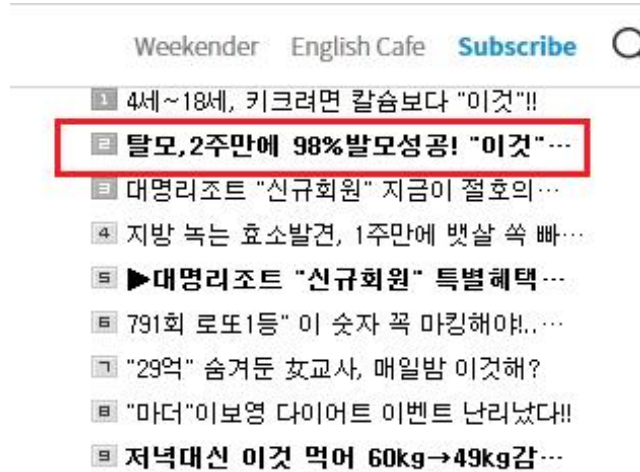 Weekender English Cafe Subscribe
1 4세~18세, 키크려면 칼슘보다 "이것"!!
2 탈모,2주만에 98%발모성공! "이것"…
3 대명리조트 "신규회원" 지금이 절호의…
4 지방 녹는 효소발견, 1주만에 뱃살 쏙 빠…
5 ▶대명리조트 "신규회원" 특별혜택…
6 791회 로또1등" 이 숫자 꼭 마킹해야!..…
7 "29억" 숨겨둔 女교사, 매일밤 이것해?
8 "마더"이보영 다이어트 이벤트 난리났다!!
9 저녁대신 이것 먹어 60kg→49kg감…